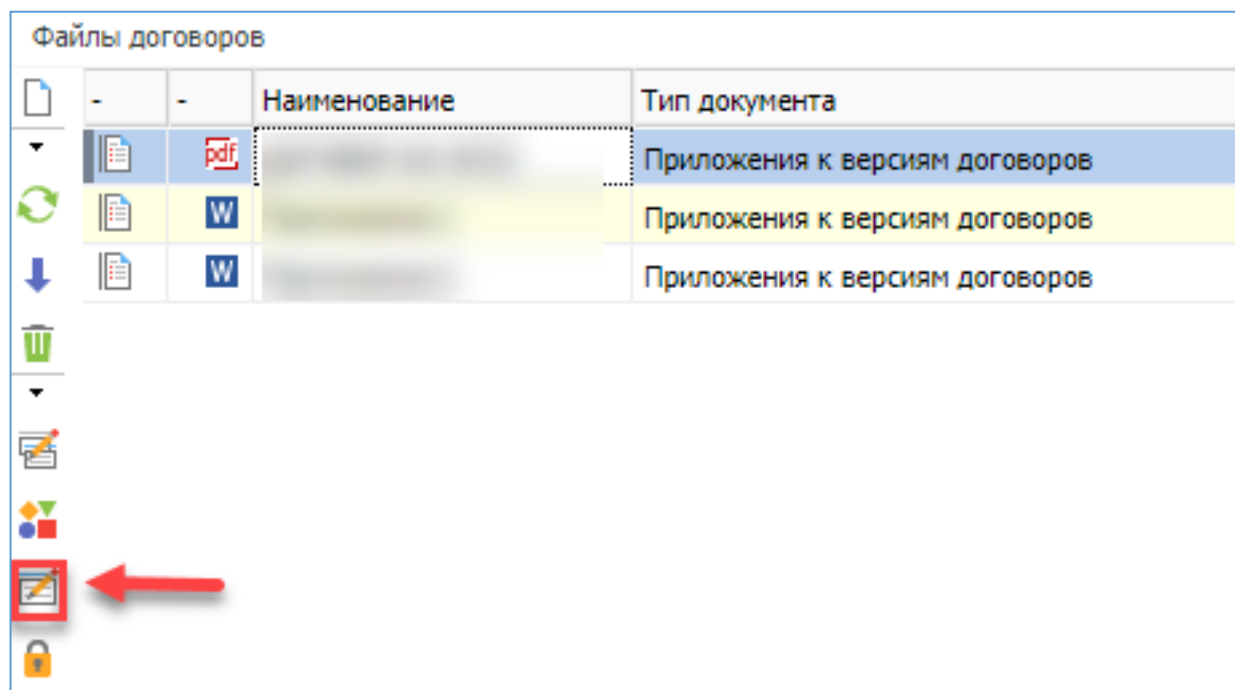 Файлы договоров
- - Наименование Тип документа
pdf Приложения к версиям договоров
W Приложения к версиям договоров
W Приложения к версиям договоров